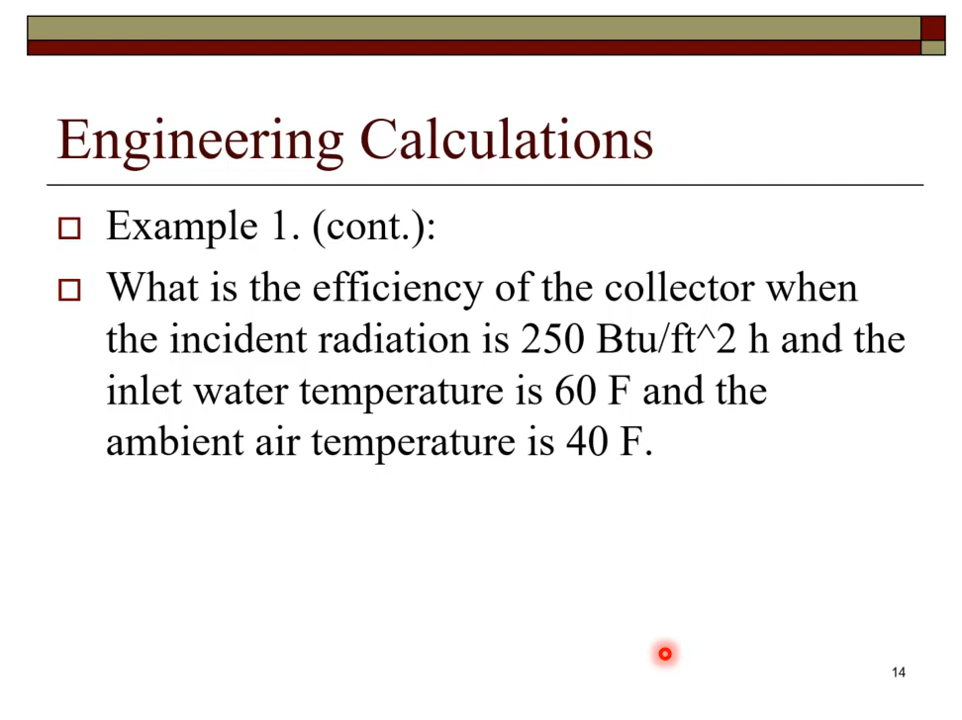 Engineering Calculations
Example 1. (cont.):
What is the efficiency of the collector when
the incident radiation is 250 Btu/ft^2 h and the
inlet water temperature is 60 F and the
ambient air temperature is 40 F.
14